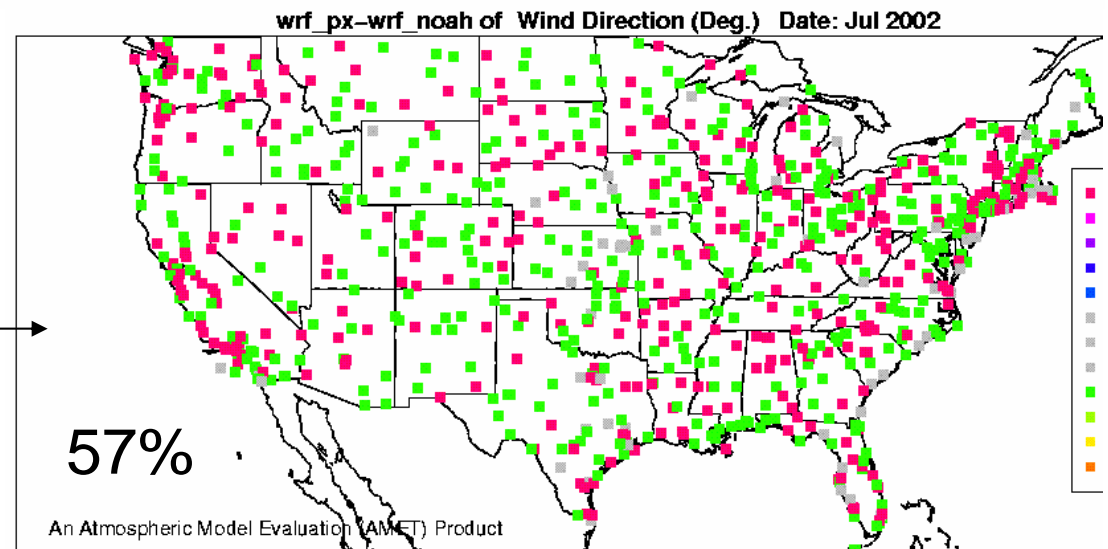 wrf_px−wrf_noah of Wind Direction (Deg.) Date: Jul 2002
57%
An Atmospheric Model Evaluation (AMET) Product